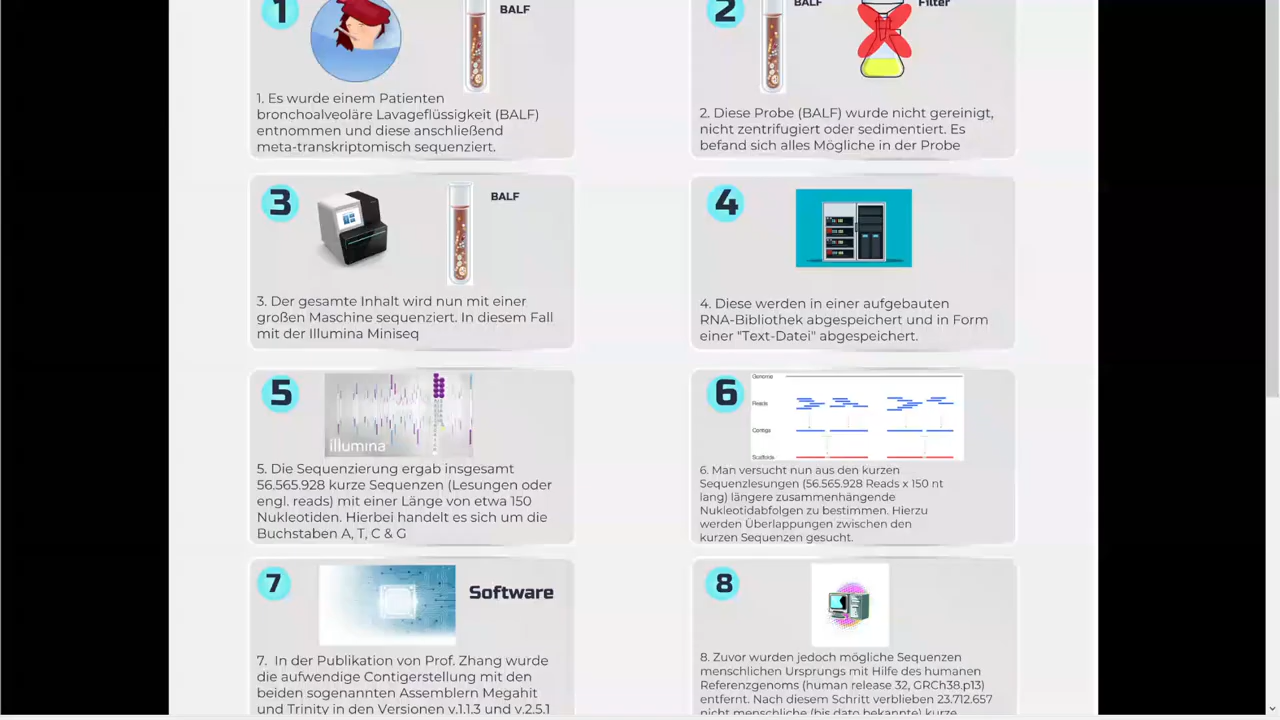 1
BALF
1. Es wurde einem Patienten
bronchoalveoläre Lavageflüssigkeit (BALF)
entnommen und diese anschließend
meta-transkriptomisch sequenziert.
2
BALF
Filter
2. Diese Probe (BALF) wurde nicht gereinigt,
nicht zentrifugiert oder sedimentiert. Es
befand sich alles Mögliche in der Probe
3
BALF
3. Der gesamte Inhalt wird nun mit einer
großen Maschine sequenziert. In diesem Fall
mit der Illumina Miniseq
4
4. Diese werden in einer aufgebauten
RNA-Bibliothek abgespeichert und in Form
einer "Text-Datei" abgespeichert.
5
illumina
5. Die Sequenzierung ergab insgesamt
56.565.928 kurze Sequenzen (Lesungen oder
engl. reads) mit einer Länge von etwa 150
Nukleotiden. Hierbei handelt es sich um die
Buchstaben A, T, C & G
6
Genome
Reads
Contigs
Scaffolds
6. Man versucht nun aus den kurzen
Sequenzlesungen (56.565.928 Reads x 150 nt
lang) längere zusammenhängende
Nukleotidabfolgen zu bestimmen. Hierzu
werden Überlappungen zwischen den
kurzen Sequenzen gesucht.
7
Software
7. In der Publikation von Prof. Zhang wurde
die aufwendige Contigerstellung mit den
beiden sogenannten Assemblern Megahit
und Trinity in den Versionen v.1.1.3 und v.2.5.1
8
8. Zuvor wurden jedoch mögliche Sequenzen
menschlichen Ursprungs mit Hilfe des humanen
Referenzgenoms (human release 32, GRCh38.p13)
entfernt. Nach diesem Schritt verblieben 23.712.657
nicht menschliche (bis dato bekannte) kurze